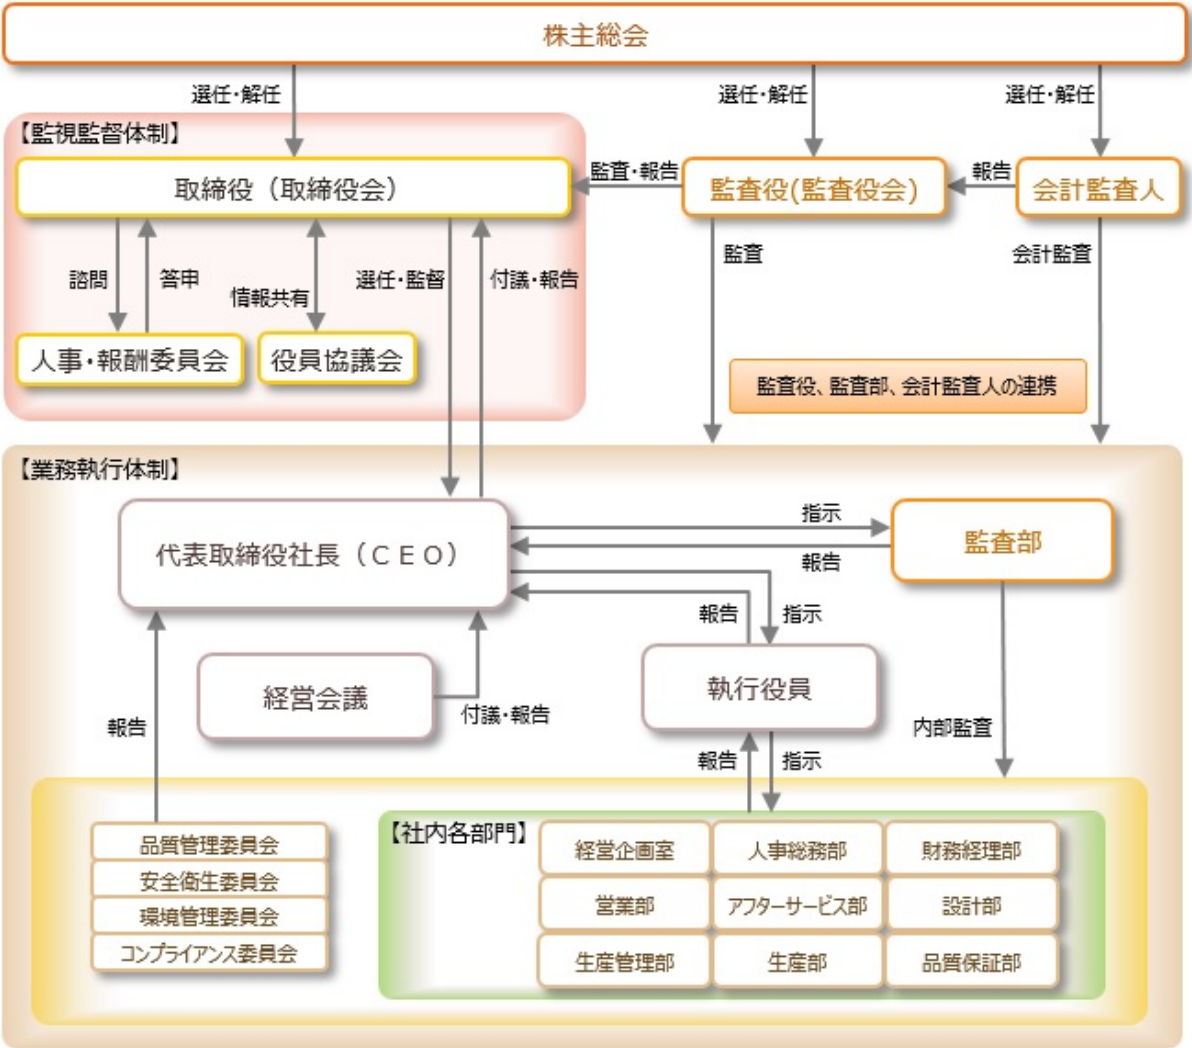 株主総会
選任・解任
選任・解任
選任・解任
【監視監督体制】
取締役（取締役会）
監査・報告
監査役(監査役会)
報告
会計監査人
諮問
答申
情報共有
選任・監督
付議・報告
監査
会計監査
人事・報酬委員会
役員協議会
監査役、監査部、会計監査人の連携
【業務執行体制】
代表取締役社長（ＣＥＯ）
指示
報告
監査部
報告
指示
経営会議
付議・報告
執行役員
報告
内部監査
報告
指示
品質管理委員会
安全衛生委員会
環境管理委員会
コンプライアンス委員会
【社内各部門】
経営企画室
人事総務部
財務経理部
営業部
アフターサービス部
設計部
生産管理部
生産部
品質保証部